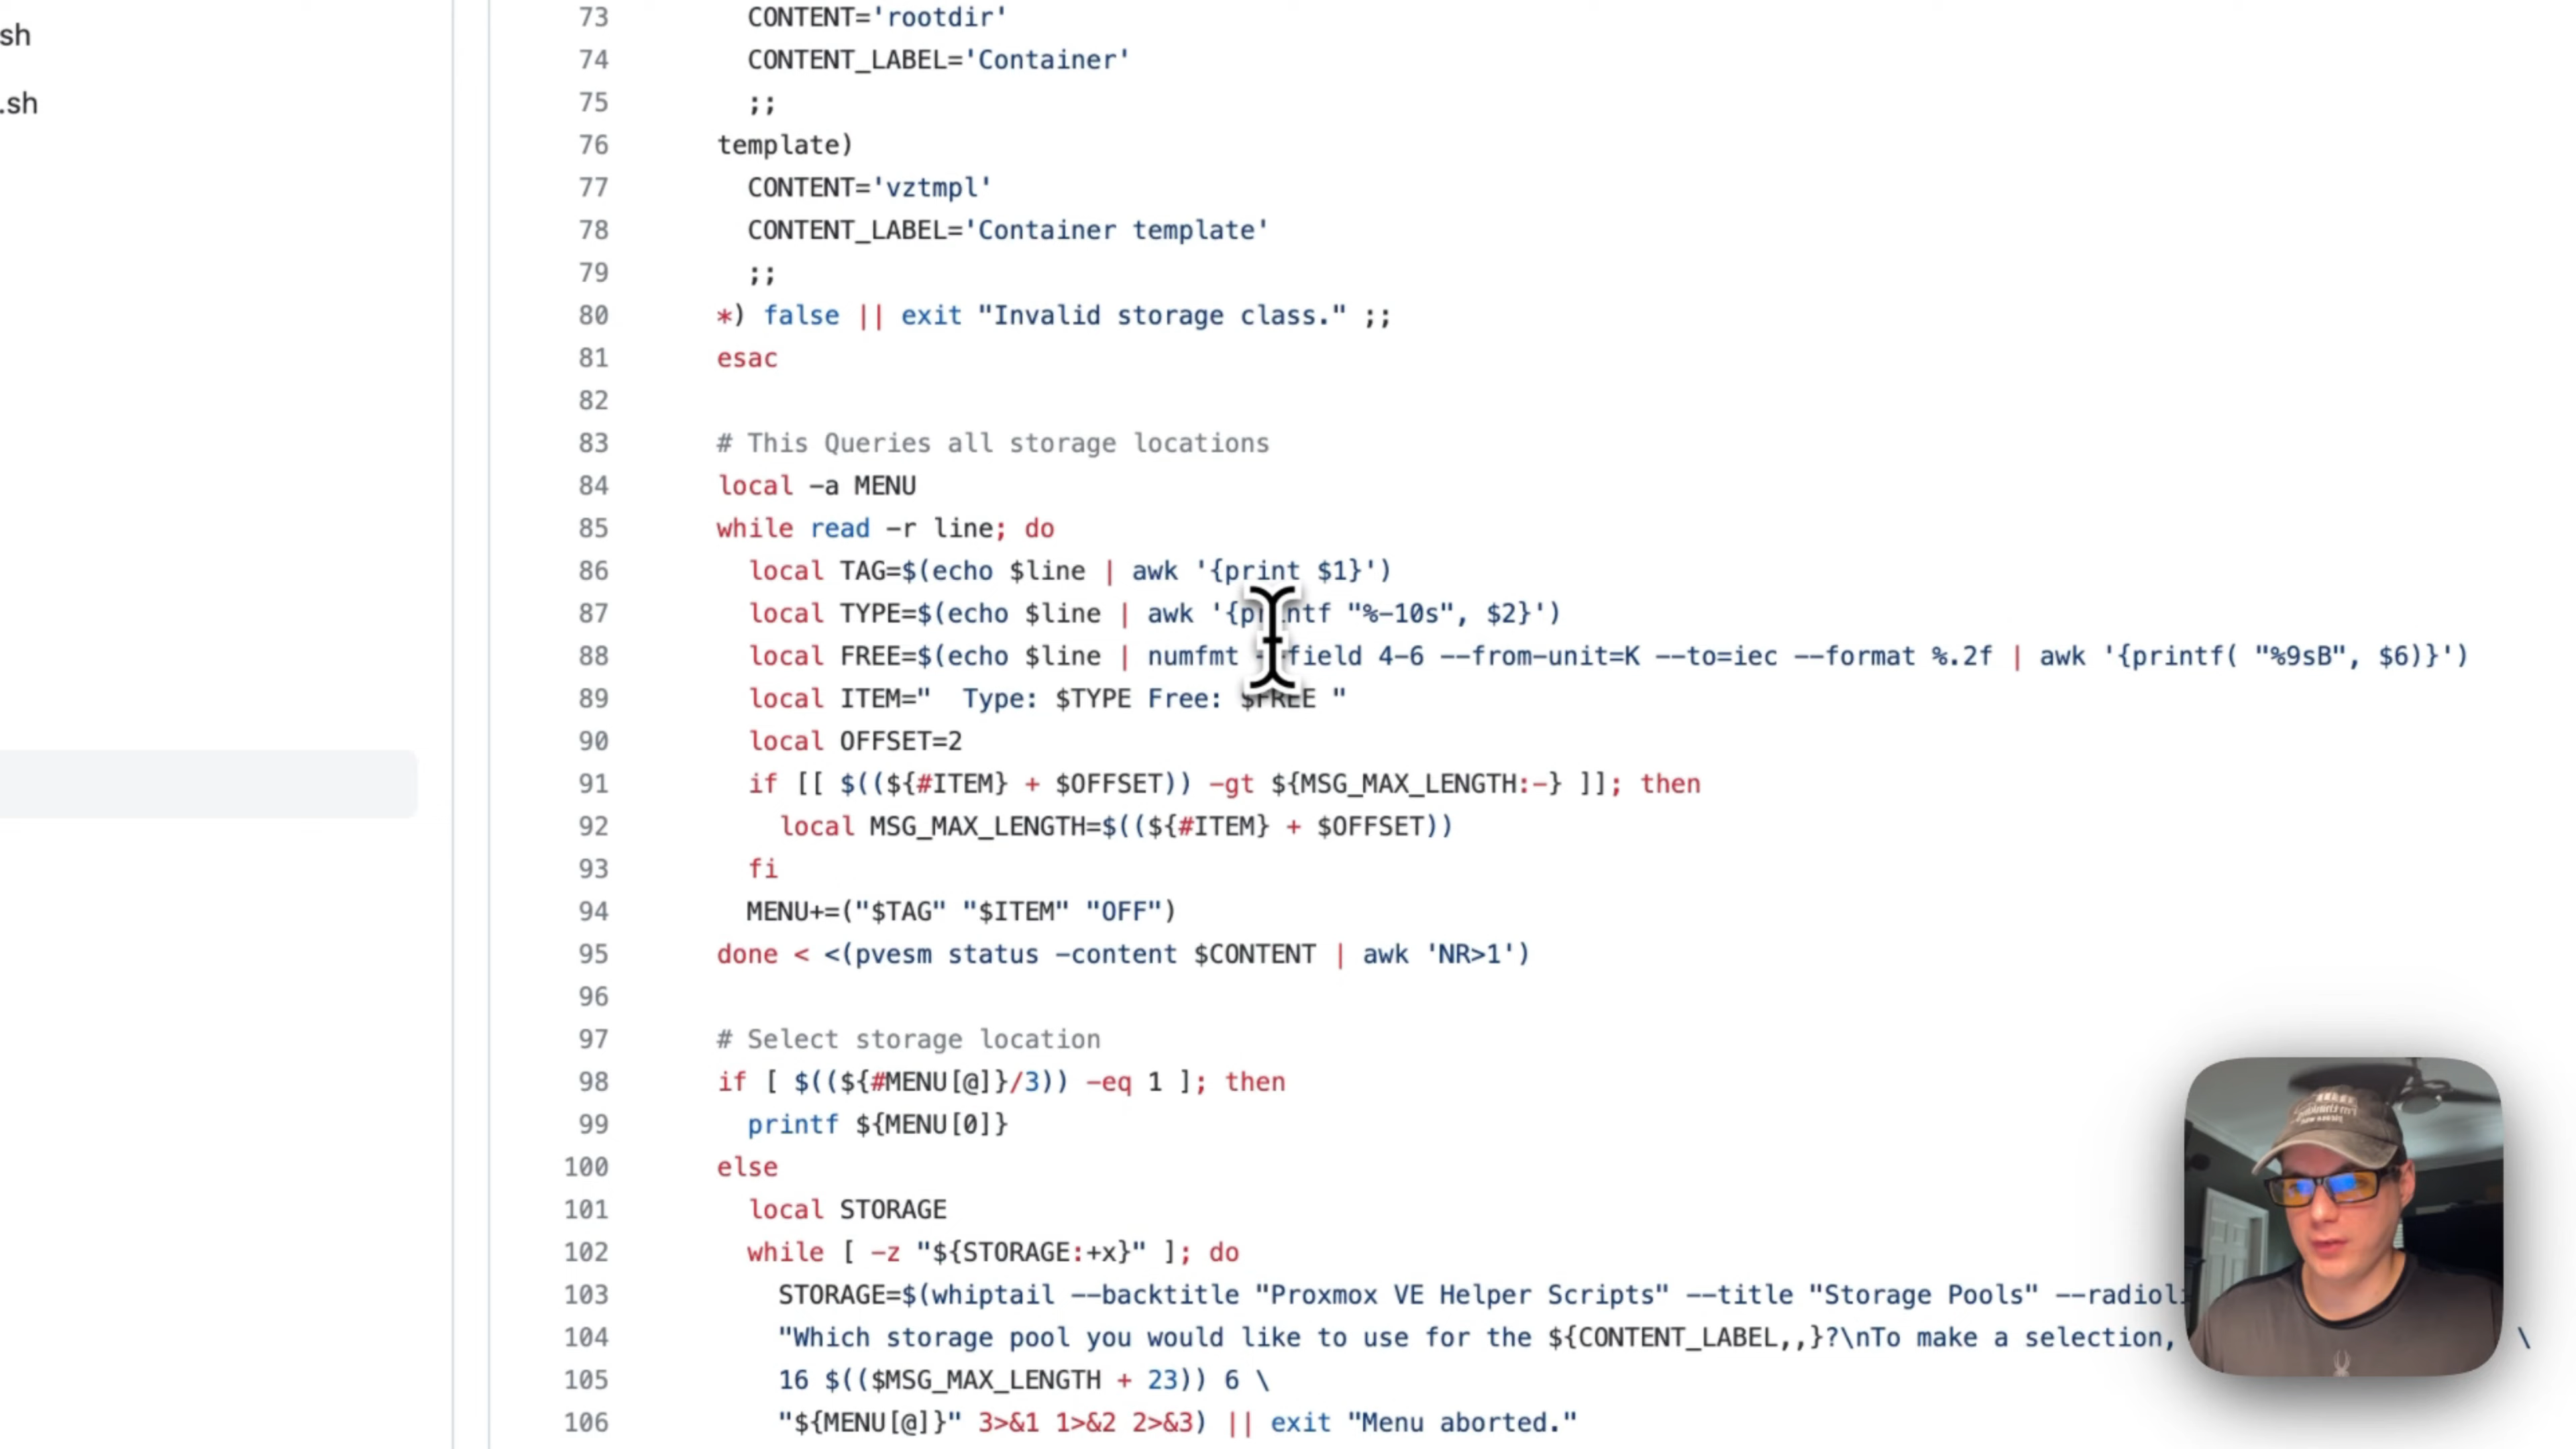 sh
.sh
73 CONTENT='rootdir'
74 CONTENT_LABEL='Container'
75 ;;
76 template)
77 CONTENT='vztmpl'
78 CONTENT_LABEL='Container template'
79 ;;
80 *) false || exit "Invalid storage class." ;;
81 esac
82
83 # This Queries all storage locations
84 local -a MENU
85 while read -r line; do
86 local TAG=$(echo $line | awk '{print $1}')
87 local TYPE=$(echo $line | awk '{printf "%-10s", $2}')
88 local FREE=$(echo $line | numfmt --field 4-6 --from-unit=K --to=iec --format %.2f | awk '{printf( "%9sB", $6)}')
89 local ITEM="  Type: $TYPE Free: $FREE "
90 local OFFSET=2
91 if [[ $((${#ITEM} + $OFFSET)) -gt ${MSG_MAX_LENGTH:-} ]]; then
92 local MSG_MAX_LENGTH=$((${#ITEM} + $OFFSET))
93 fi
94 MENU+=("$TAG" "$ITEM" "OFF")
95 done < <(pvesm status -content $CONTENT | awk 'NR>1')
96
97 # Select storage location
98 if [ $((${#MENU[@]}/3)) -eq 1 ]; then
99 printf ${MENU[0]}
100 else
101 local STORAGE
102 while [ -z "${STORAGE:+x}" ]; do
103 STORAGE=$(whiptail --backtitle "Proxmox VE Helper Scripts" --title "Storage Pools" --radioli
104 "Which storage pool you would like to use for the ${CONTENT_LABEL,,}?\nTo make a selection, \
105 16 $(($MSG_MAX_LENGTH + 23)) 6 \
106 "${MENU[@]}" 3>&1 1>&2 2>&3) || exit "Menu aborted."